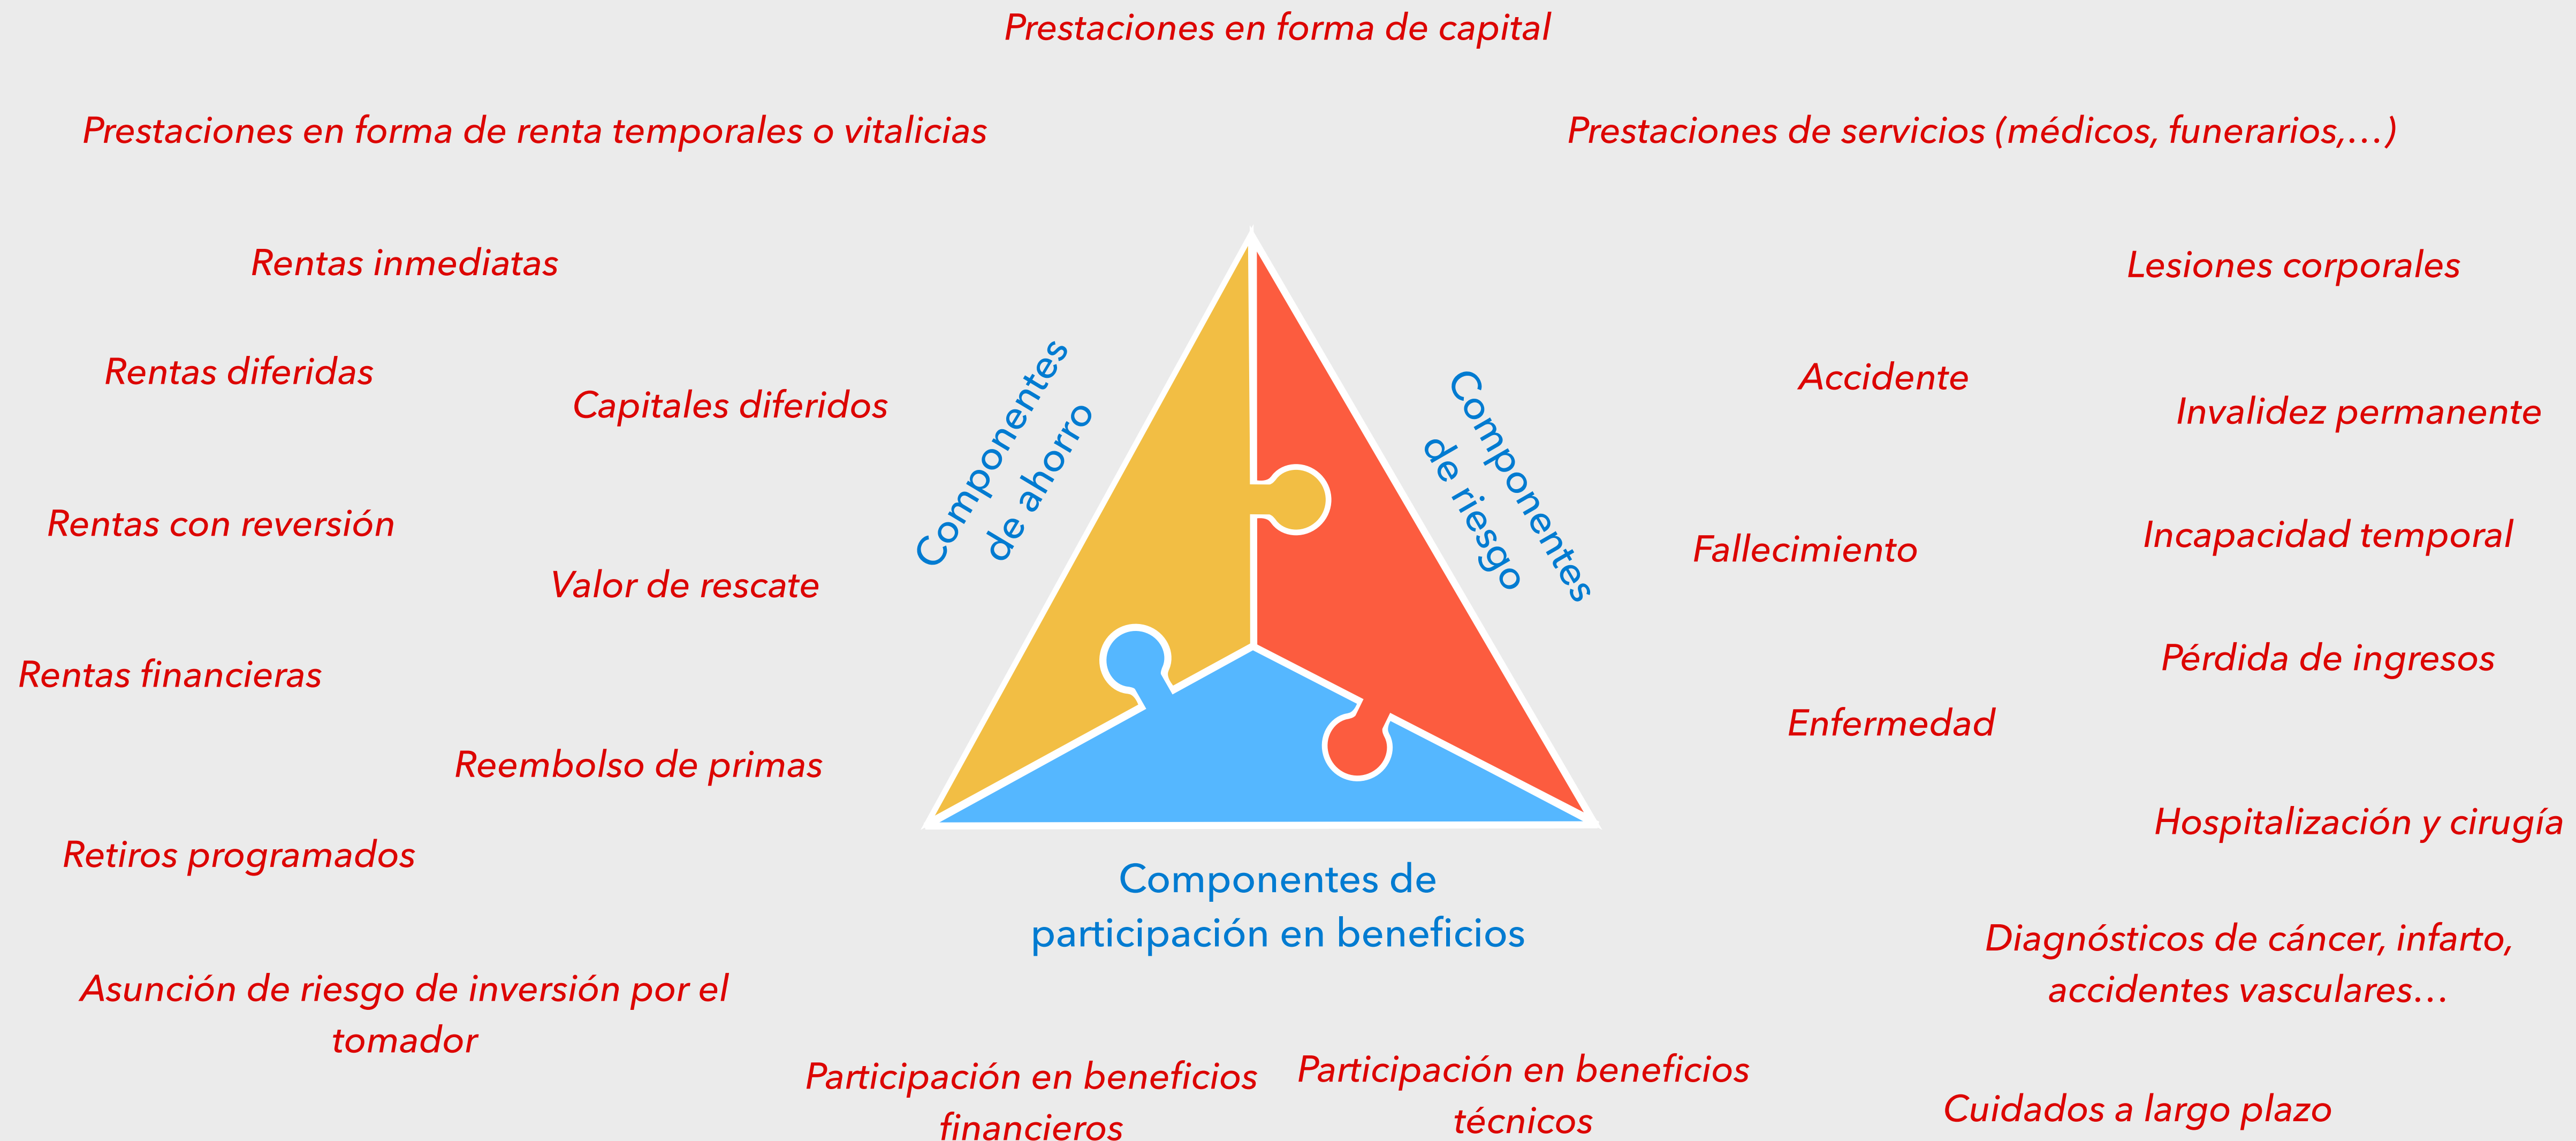 Prestaciones en forma de capital
Prestaciones en forma de renta temporales o vitalicias
Prestaciones de servicios (médicos, funerarios,…)
Rentas inmediatas
Lesiones corporales
Rentas diferidas
Capitales diferidos
Componentes
de ahorro
Componentes
de riesgo
Accidente
Invalidez permanente
Rentas con reversión
Valor de rescate
Fallecimiento
Incapacidad temporal
Rentas financieras
Pérdida de ingresos
Enfermedad
Reembolso de primas
Hospitalización y cirugía
Retiros programados
Componentes de
participación en beneficios
Diagnósticos de cáncer, infarto,
accidentes vasculares…
Asunción de riesgo de inversión por el
tomador
Participación en beneficios
financieros
Participación en beneficios
técnicos
Cuidados a largo plazo